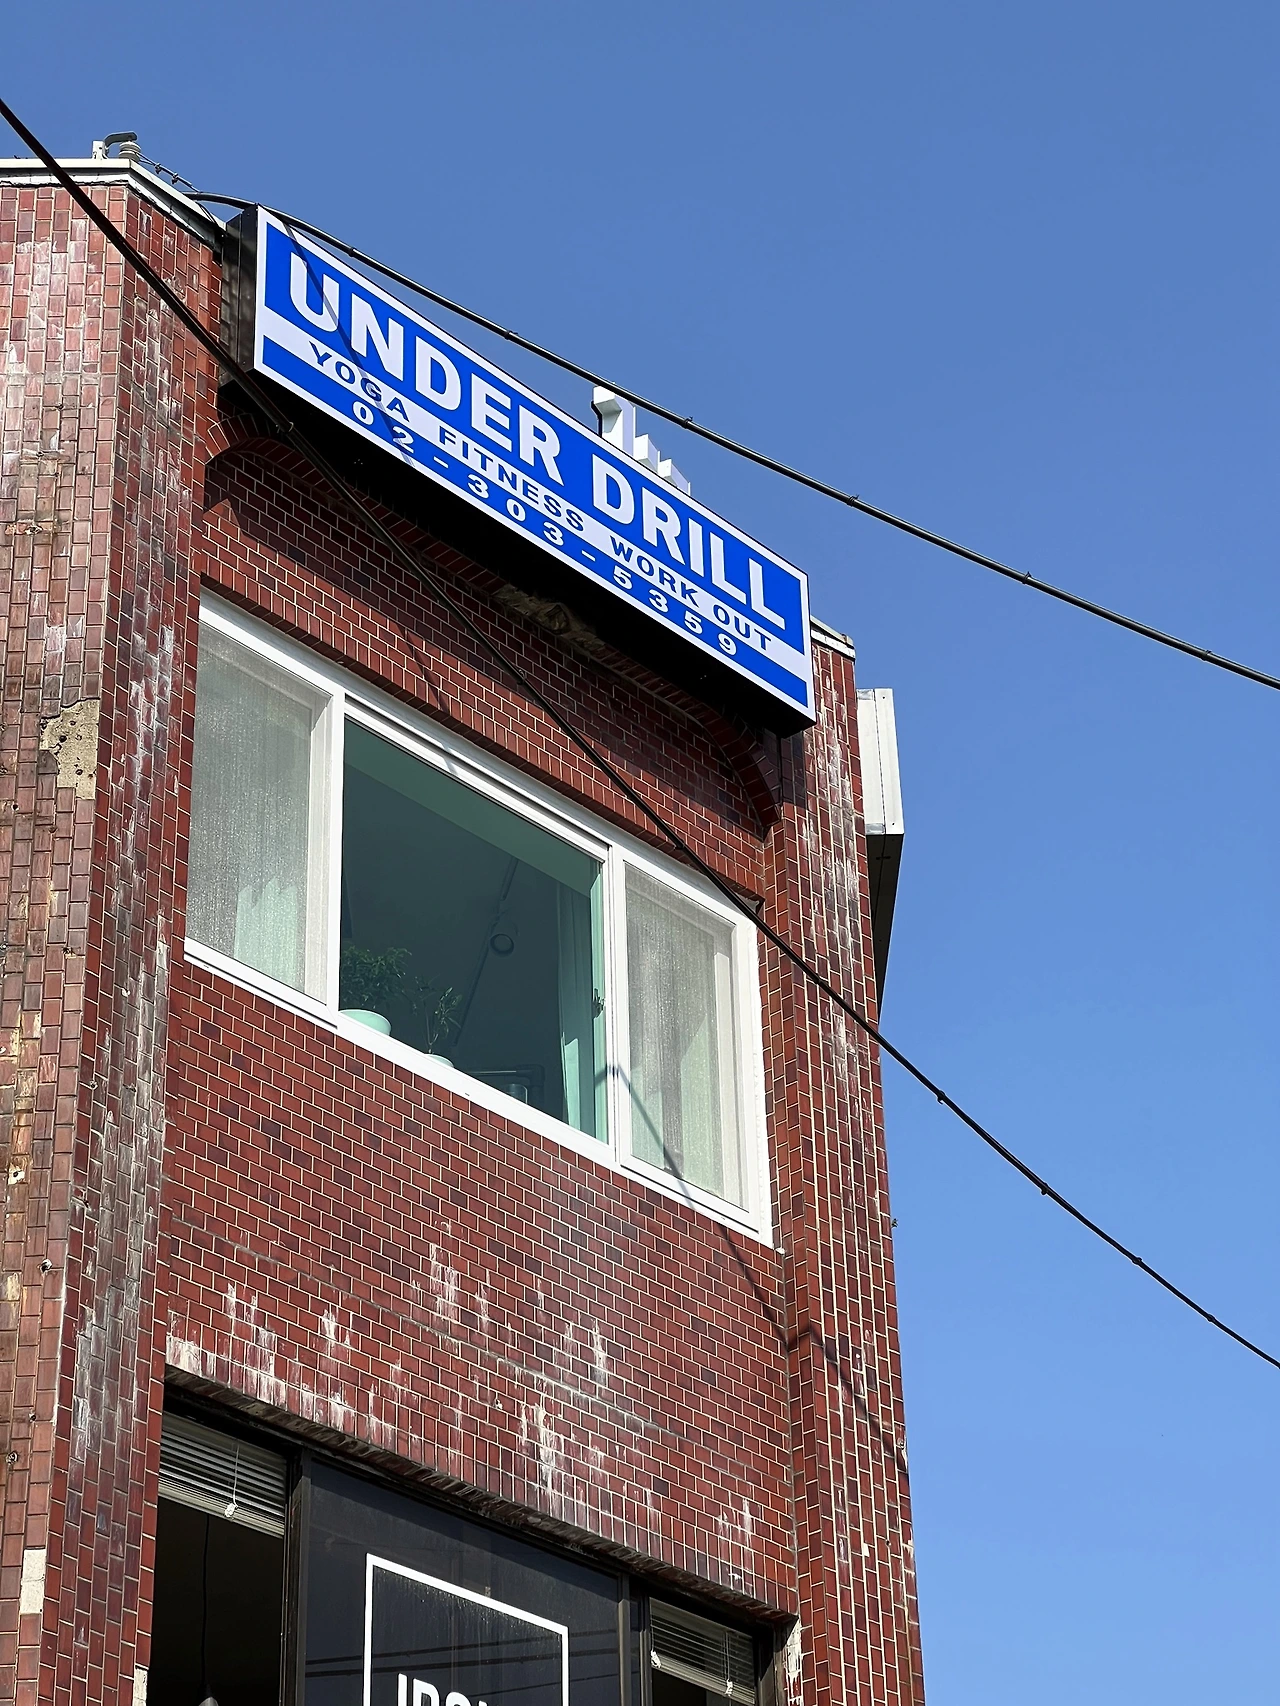 UNDER DRILL
YOGA FITNESS WORK OUT
02-303-5359